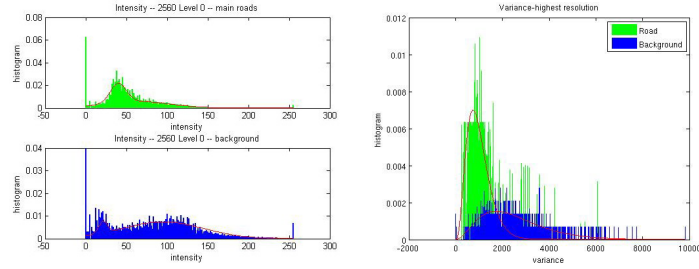 Intensity -- 2560 Level 0 -- main roads
0.08
0.06
0.04
0.02
0
histogram
-50 0 50 100 150 200 250 300
intensity
Intensity -- 2560 Level 0 -- background
0.04
0.03
0.02
0.01
0
histogram
-50 0 50 100 150 200 250 300
intensity
Variance-highest resolution
0.012
0.01
0.008
0.006
0.004
0.002
0
histogram
Road
Background
-2000 0 2000 4000 6000 8000 10000
variance